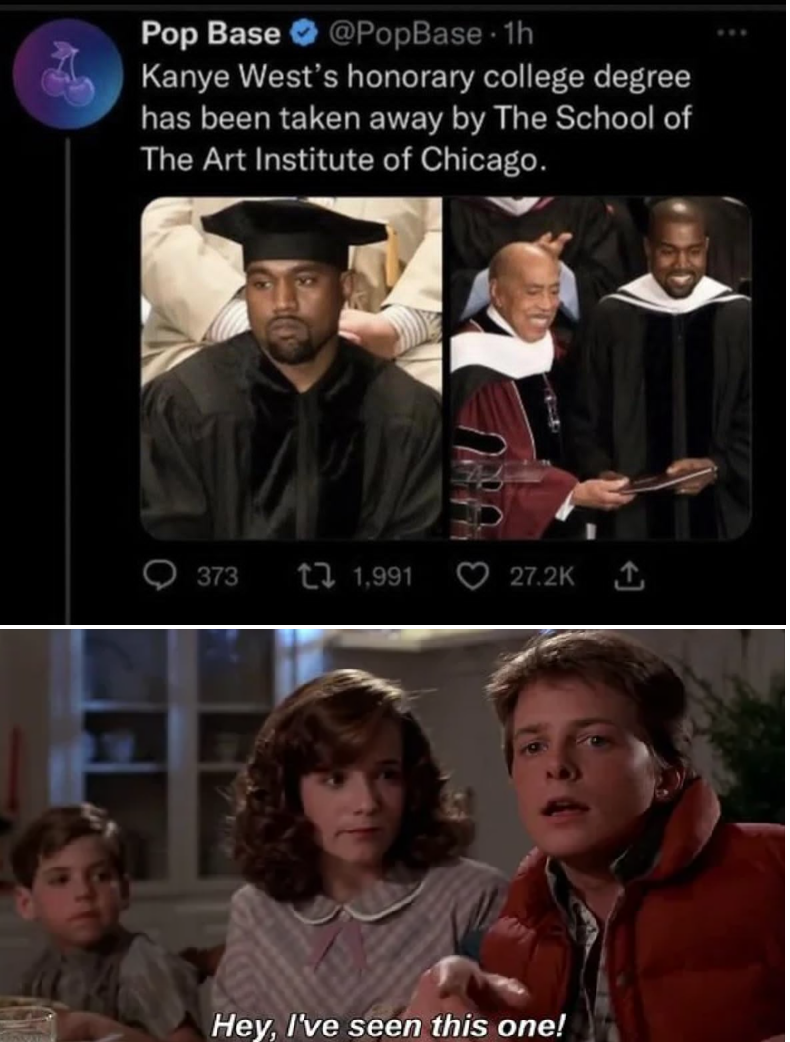 Pop Base @PopBase · 1h
Kanye West’s honorary college degree
has been taken away by The School of
The Art Institute of Chicago.
373 1,991 27.2K
Hey, I've seen this one!